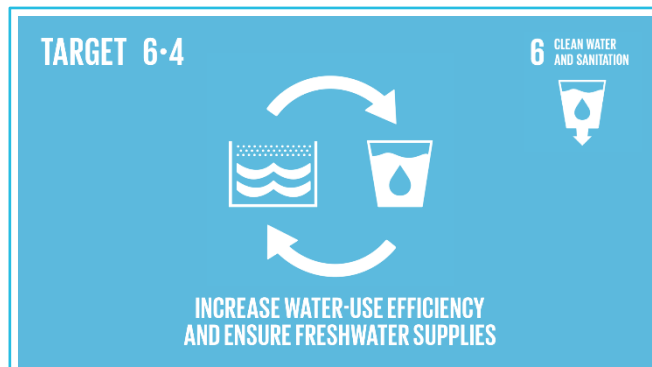 TARGET 6·4
6 CLEAN WATER
AND SANITATION
INCREASE WATER-USE EFFICIENCY
AND ENSURE FRESHWATER SUPPLIES